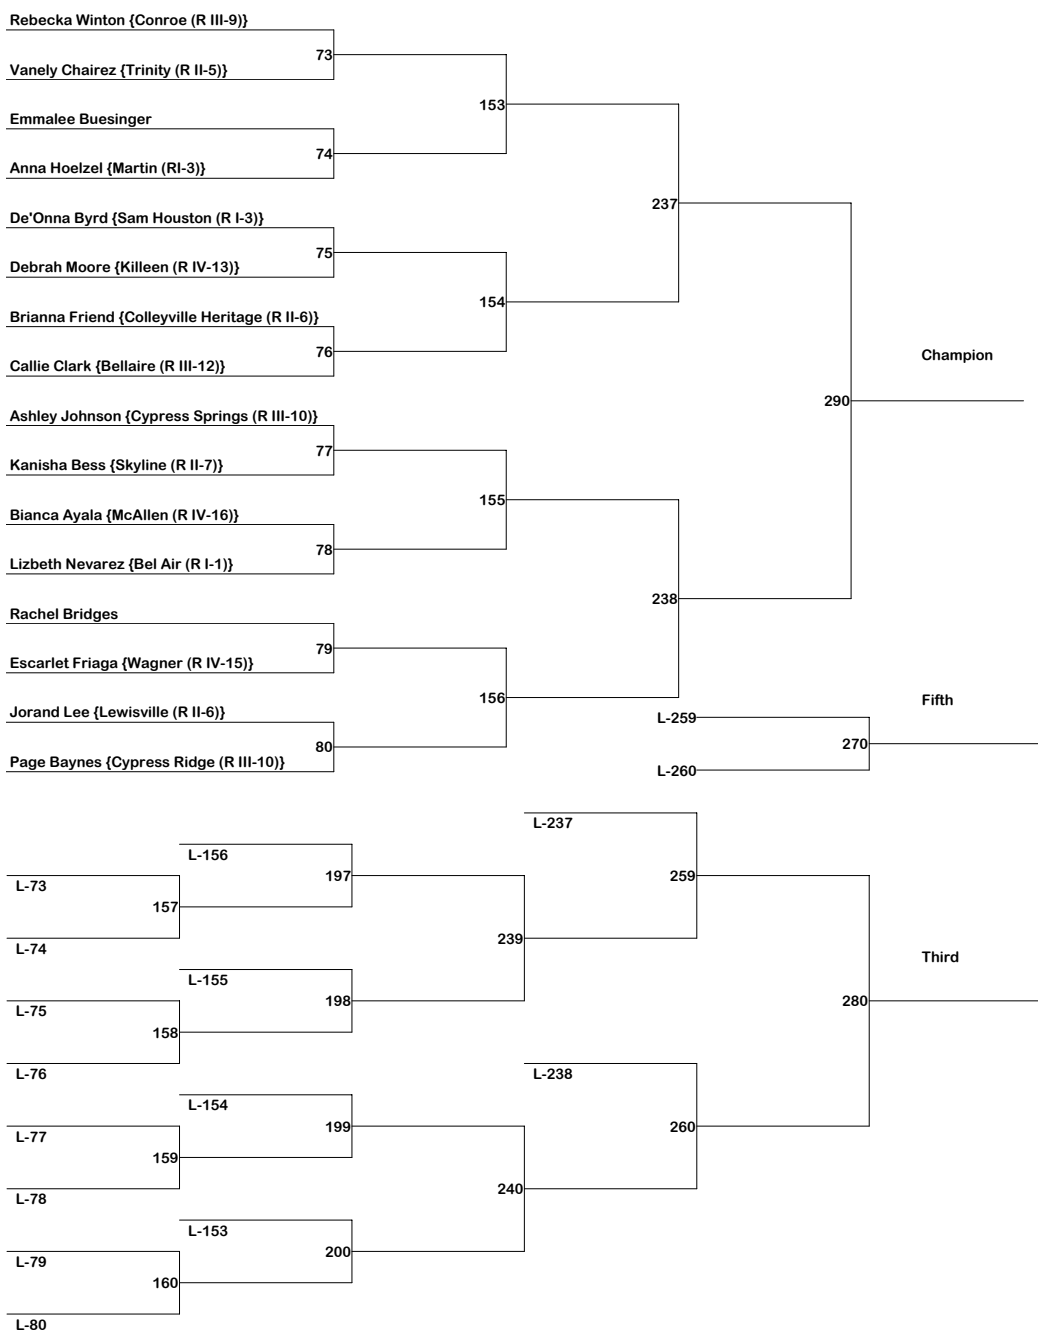 Rebecka Winton {Conroe (R III-9)}
73
Vanely Chairez {Trinity (R II-5)}
153
Emmalee Buesinger
74
Anna Hoelzel {Martin (RI-3)}
237
De'Onna Byrd {Sam Houston (R I-3)}
75
Debrah Moore {Killeen (R IV-13)}
154
Brianna Friend {Colleyville Heritage (R II-6)}
76
Callie Clark {Bellaire (R III-12)}
Champion
290
Ashley Johnson {Cypress Springs (R III-10)}
77
Kanisha Bess {Skyline (R II-7)}
155
Bianca Ayala {McAllen (R IV-16)}
78
Lizbeth Nevarez {Bel Air (R I-1)}
238
Rachel Bridges
79
Escarlet Friaga {Wagner (R IV-15)}
156
Fifth
Jorand Lee {Lewisville (R II-6)}
L-259
80
270
Page Baynes {Cypress Ridge (R III-10)}
L-260
L-237
L-156
197
259
L-73
157
L-74
239
Third
L-155
198
280
L-75
158
L-76
L-238
L-154
199
260
L-77
159
L-78
240
L-153
200
L-79
160
L-80